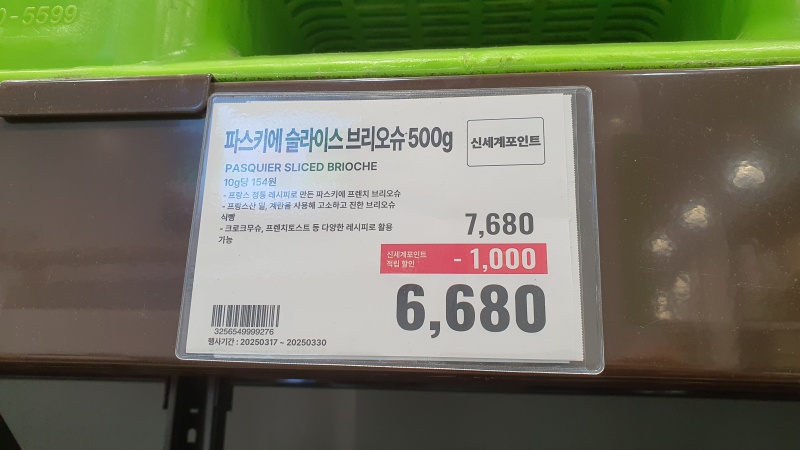 0-5599
파스키에 슬라이스 브리오슈 500g
신세계포인트
PASQUIER SLICED BRIOCHE
10g당 154원
- 프랑스 정통 레시피로 만든 파스키에 프렌치 브리오슈
- 프랑스산 밀, 계란을 사용해 고소하고 진한 브리오슈
식빵
- 크로크무슈, 프렌치토스트 등 다양한 레시피로 활용
가능
7,680
신세계포인트
적립 할인
- 1,000
6,680
3256549999276
행사기간 : 20250317 ~ 20250330